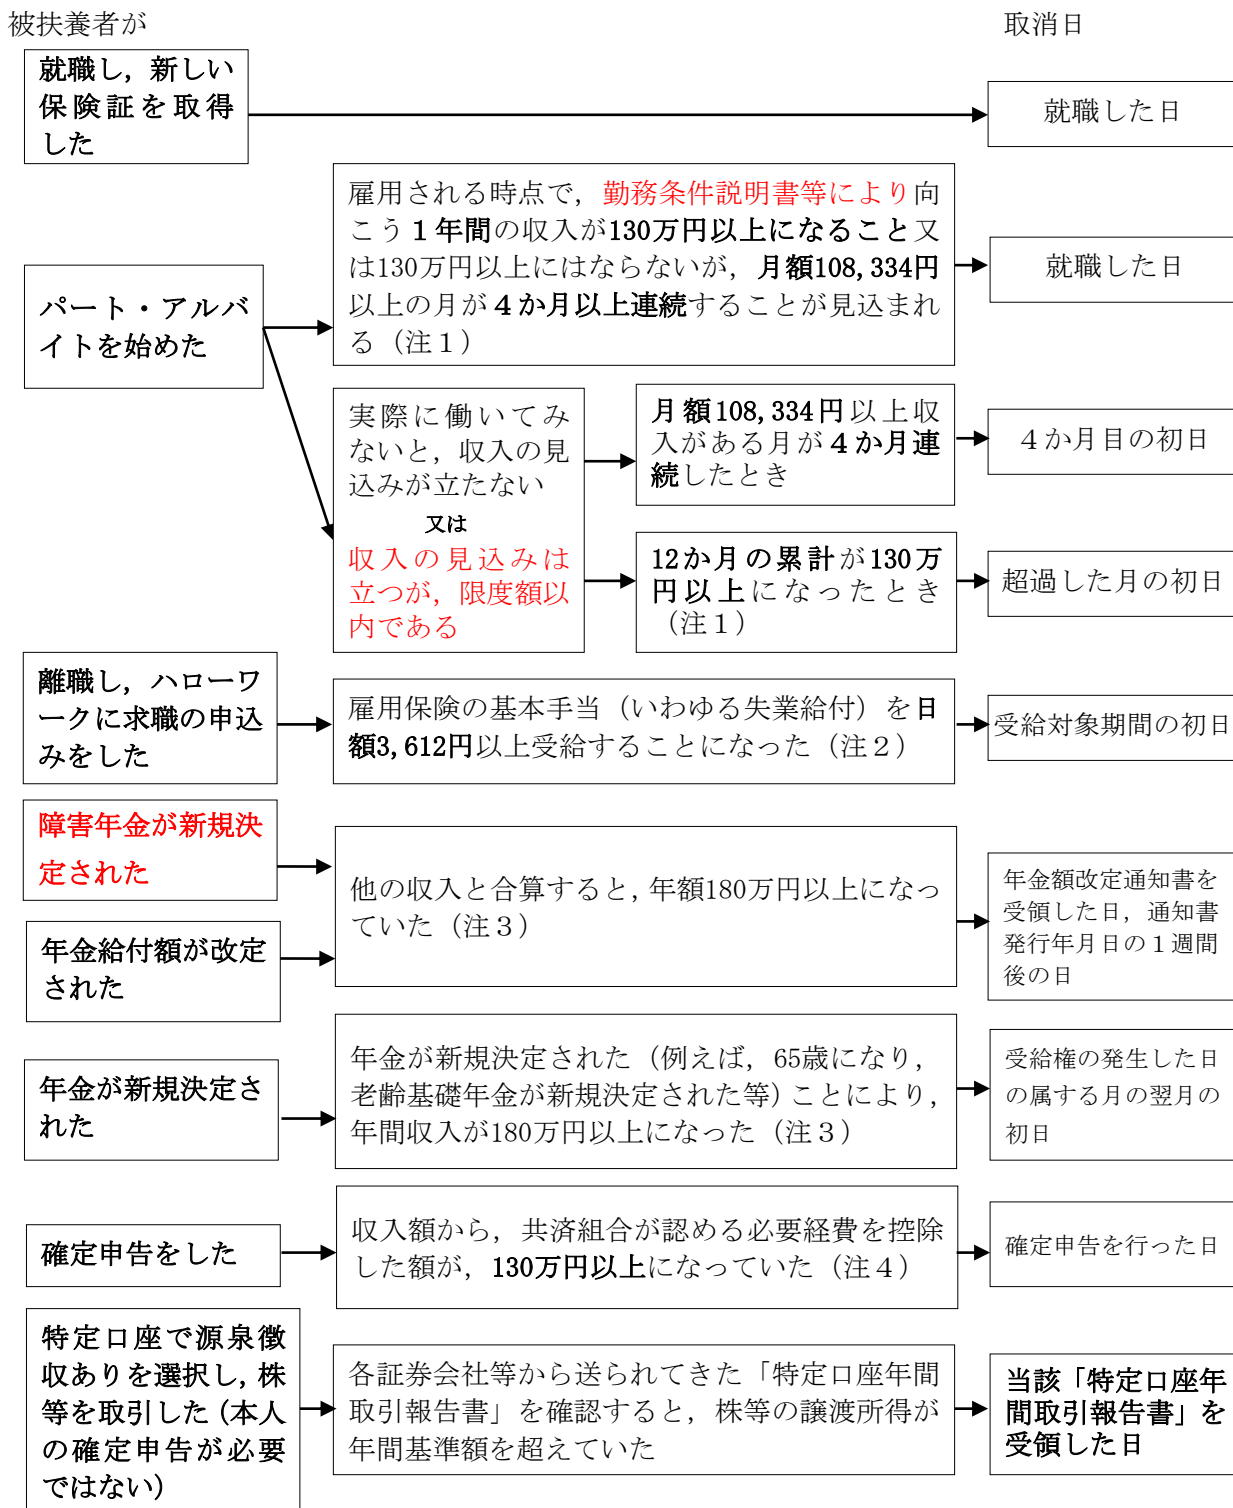 被扶養者が
取消日
就職し，新しい
保険証を取得
した
就職した日
パート・アルバ
イトを始めた
雇用される時点で，勤務条件説明書等により向
こう１年間の収入が130万円以上になること又
は130万円以上にはならないが，月額108,334円
以上の月が４か月以上連続することが見込まれ
る（注１）
就職した日
実際に働いてみ
ないと，収入の見
込みが立たない
又は
収入の見込みは
立つが，限度額以
内である
月額108,334円以上収
入がある月が４か月連
続したとき
４か月目の初日
12か月の累計が130万
円以上になったとき
（注１）
超過した月の初日
離職し，ハローワ
ークに求職の申込
みをした
雇用保険の基本手当（いわゆる失業給付）を日
額3,612円以上受給することになった（注２）
受給対象期間の初日
障害年金が新規決
定された
年金給付額が改定
された
他の収入と合算すると，年額180万円以上になっ
ていた（注３）
年金額改定通知書を
受領した日，通知書
発行年月日の１週間
後の日
年金が新規決定さ
れた
年金が新規決定された（例えば，65歳になり，
老齢基礎年金が新規決定された等）ことにより，
年間収入が180万円以上になった（注３）
受給権の発生した日
の属する月の翌月の
初日
確定申告をした
収入額から，共済組合が認める必要経費を控除
した額が，130万円以上になっていた（注４）
確定申告を行った日
特定口座で源泉徴
収ありを選択し，株
等を取引した（本人
の確定申告が必要
ではない）
各証券会社等から送られてきた「特定口座年間
取引報告書」を確認すると，株等の譲渡所得が
年間基準額を超えていた
当該「特定口座年
間取引報告書」を
受領した日